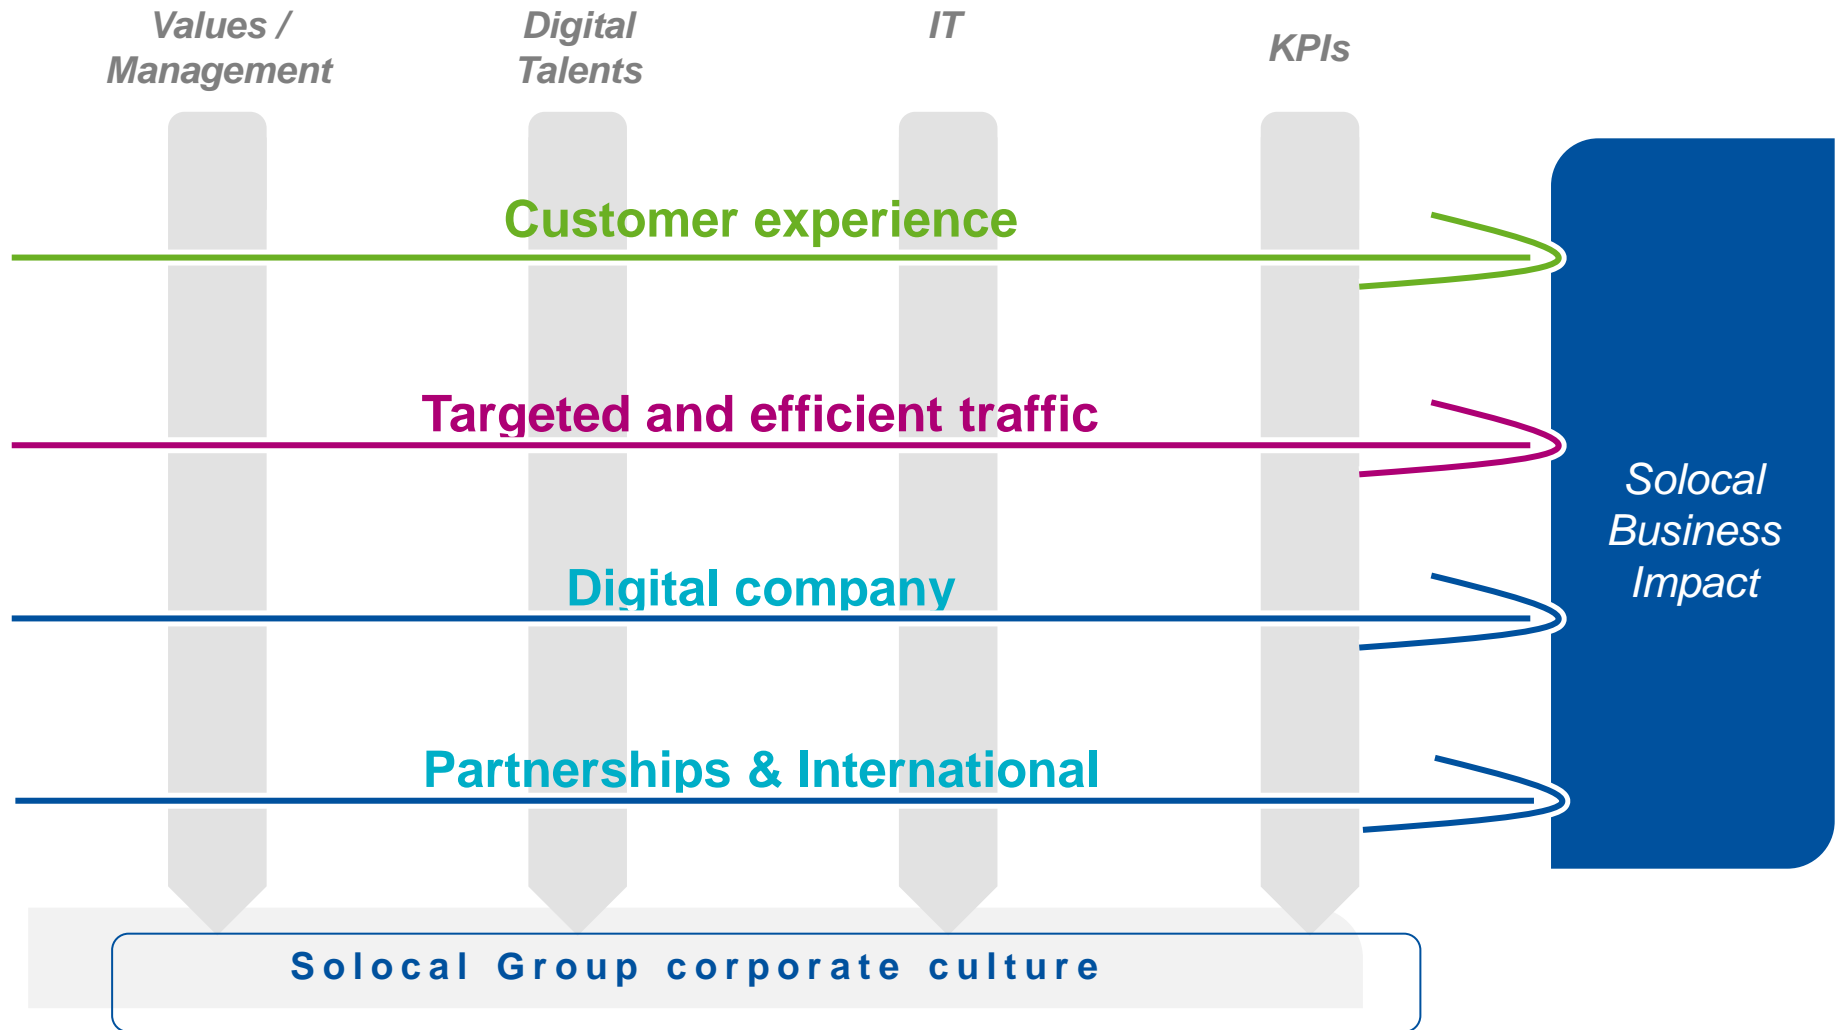 Values /
Management
Digital
Talents
IT
KPIs
Customer experience
Targeted and efficient traffic
Digital company
Partnerships & International
Solocal
Business
Impact
Solocal Group corporate culture